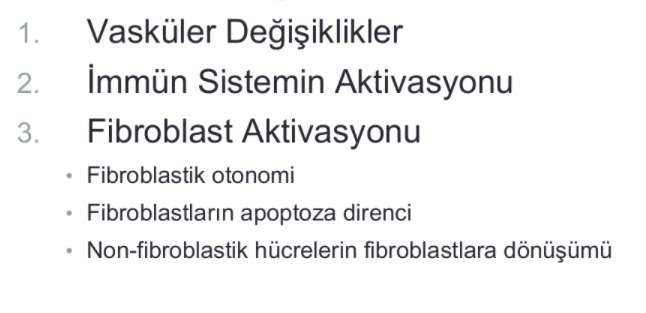 1. Vasküler Değişiklikler
2. İmmün Sistemin Aktivasyonu
3. Fibroblast Aktivasyonu
• Fibroblastik otonomi
• Fibroblastların apoptoza direnci
• Non-fibroblastik hücrelerin fibroblastlara dönüşümü